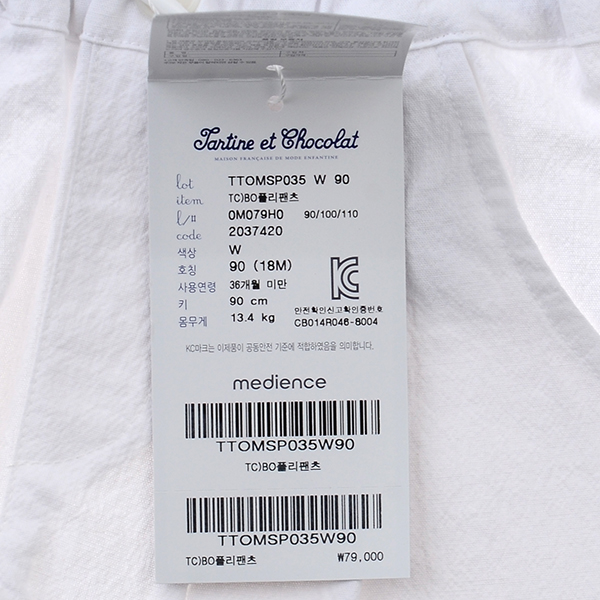 Tartine et Chocolat
MAISON FRANÇAISE DE MODE ENFANTINE
lot TTOMSP035 W 90
item TC)BO플리팬츠
l/# 0M079H0 90/100/110
code 2037420
색상 W
호칭 90 (18M)
사용연령 36개월 미만
키 90 cm
몸무게 13.4 kg
안전확인신고확인증번호
CB014R046-8004
KC마크는 이제품이 공동안전 기준에 적합하였음을 의미합니다.
medience
TTOMSP035W90
TC)BO플리팬츠
TTOMSP035W90
TC)BO플리팬츠 ₩79,000